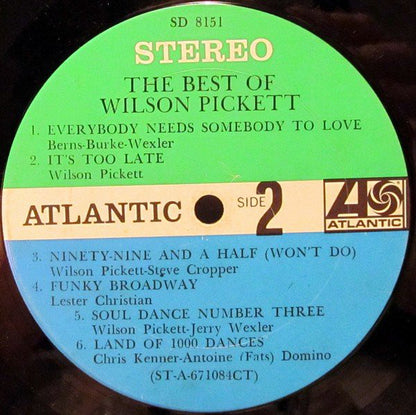 SD 8151
STEREO
THE BEST OF
WILSON PICKETT
1. EVERYBODY NEEDS SOMEBODY TO LOVE
Berns-Burke-Wexler
2. IT'S TOO LATE
Wilson Pickett
ATLANTIC SIDE 2 ATLANTIC
3. NINETY-NINE AND A HALF (WON'T DO)
Wilson Pickett-Steve Cropper
4. FUNKY BROADWAY
Lester Christian
5. SOUL DANCE NUMBER THREE
Wilson Pickett-Jerry Wexler
6. LAND OF 1000 DANCES
Chris Kenner-Antoine (Fats) Domino
(ST-A-671084CT)